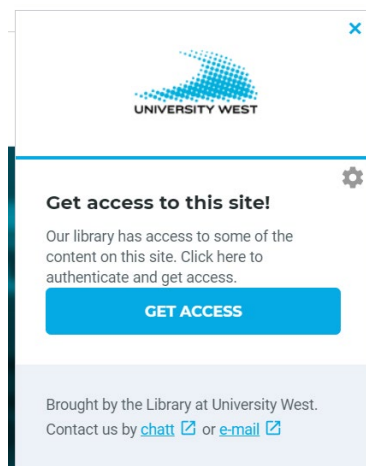 UNIVERSITY WEST
Get access to this site!
Our library has access to some of the
content on this site. Click here to
authenticate and get access.
GET ACCESS
Brought by the Library at University West.
Contact us by chatt or e-mail